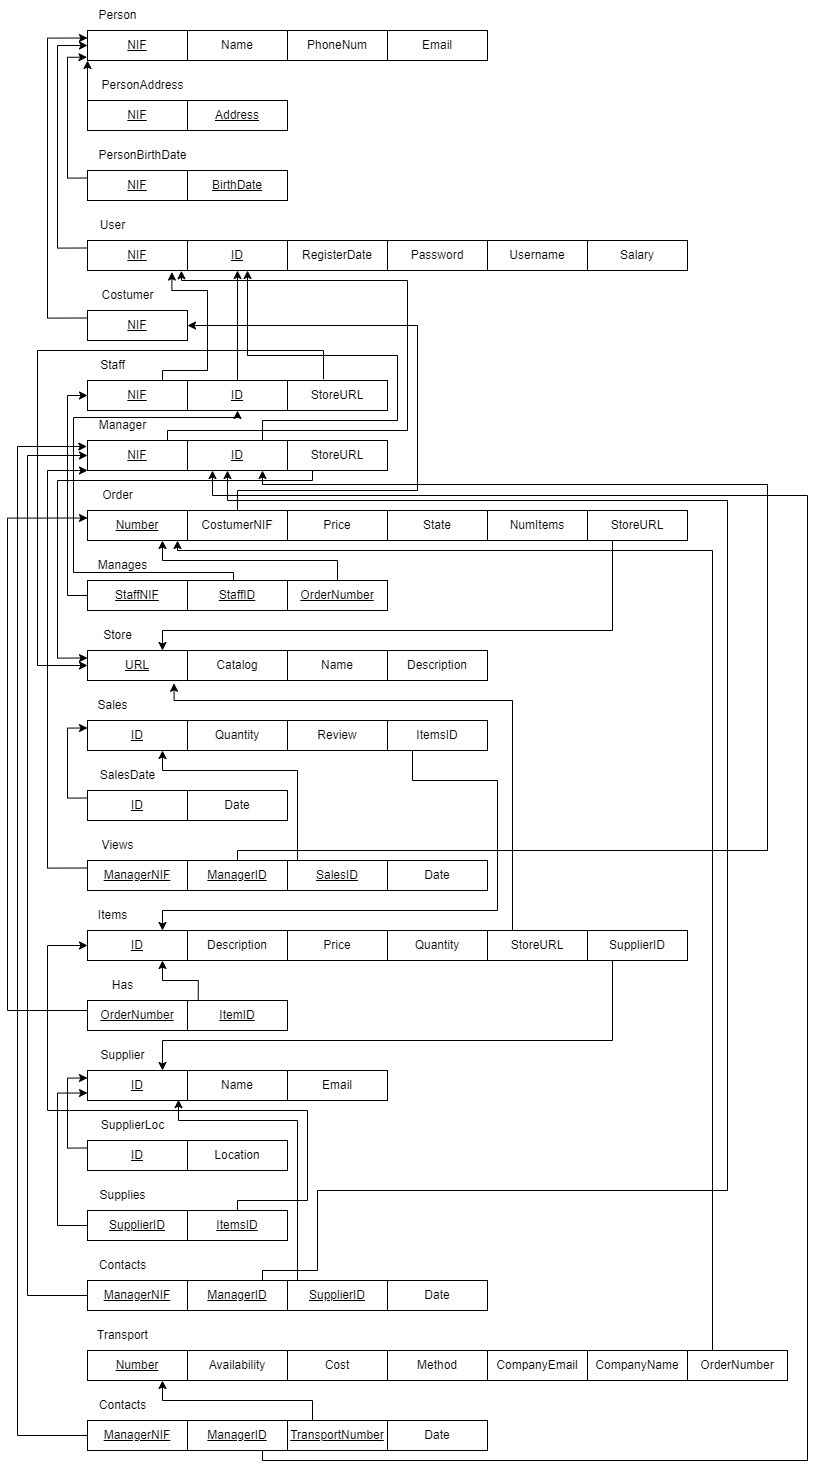 Person
NIF Name PhoneNum Email
PersonAddress
NIF Address
PersonBirthDate
NIF BirthDate
User
NIF ID RegisterDate Password Username Salary
Costumer
NIF
Staff
NIF ID StoreURL
Manager
NIF ID StoreURL
Order
Number CostumerNIF Price State NumItems StoreURL
Manages
StaffNIF StaffID OrderNumber
Store
URL Catalog Name Description
Sales
ID Quantity Review ItemsID
SalesDate
ID Date
Views
ManagerNIF ManagerID SalesID Date
Items
ID Description Price Quantity StoreURL SupplierID
Has
OrderNumber ItemID
Supplier
ID Name Email
SupplierLoc
ID Location
Supplies
SupplierID ItemsID
Contacts
ManagerNIF ManagerID SupplierID Date
Transport
Number Availability Cost Method CompanyEmail CompanyName OrderNumber
Contacts
ManagerNIF ManagerID TransportNumber Date